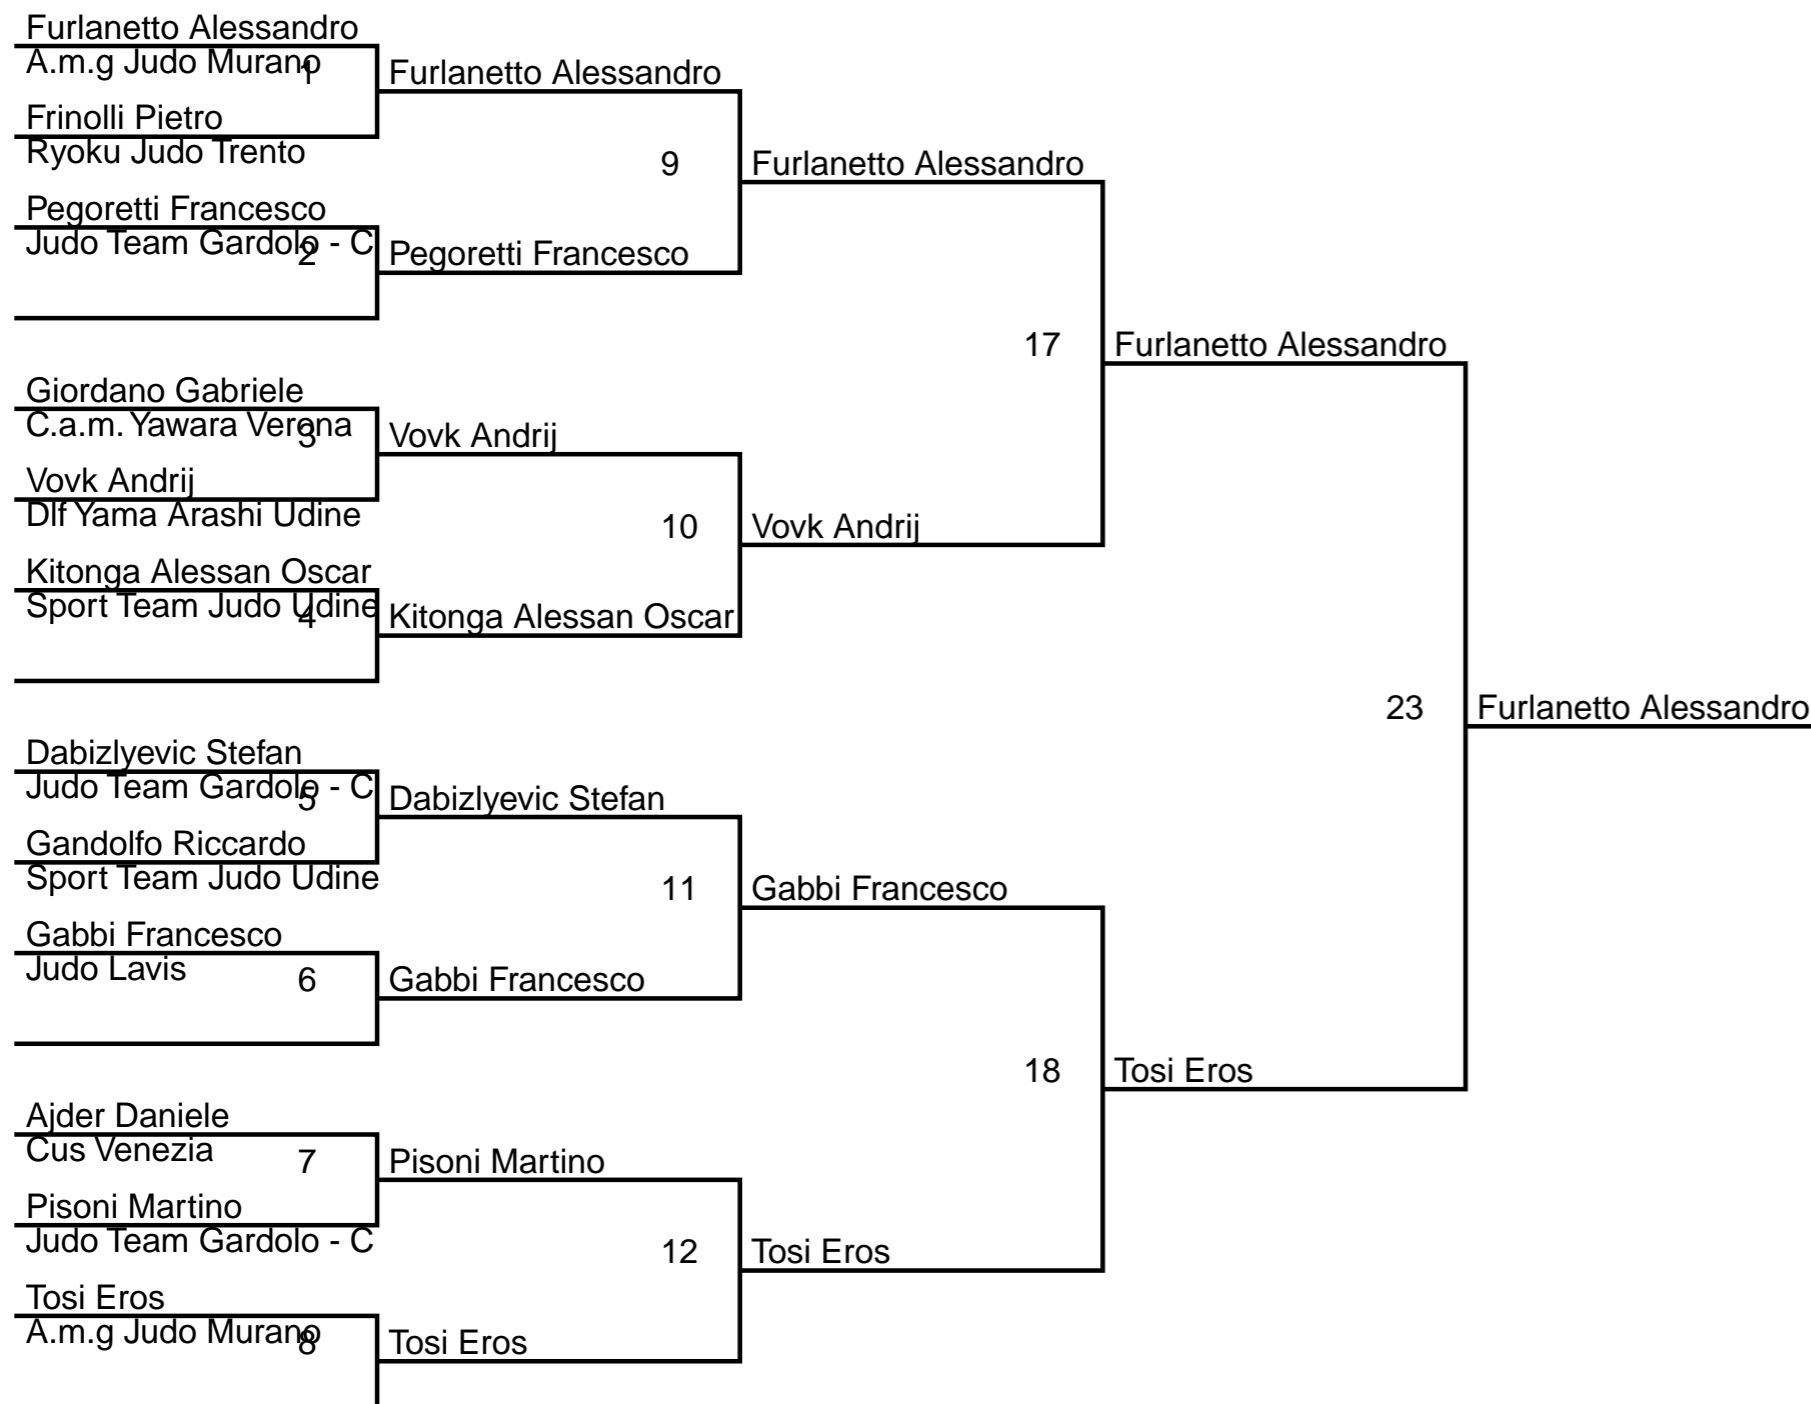 Furlanetto Alessandro
A.m.g Judo Murano
1
Furlanetto Alessandro
Frinolli Pietro
Ryoku Judo Trento
9
Furlanetto Alessandro
Pegoretti Francesco
Judo Team Gardolo - C
2
Pegoretti Francesco
17
Furlanetto Alessandro
Giordano Gabriele
C.a.m. Yawara Verona
3
Vovk Andrij
Vovk Andrij
Dlf Yama Arashi Udine
10
Vovk Andrij
Kitonga Alessan Oscar
Sport Team Judo Udine
4
Kitonga Alessan Oscar
23
Furlanetto Alessandro
Dabizlyevic Stefan
Judo Team Gardolo - C
5
Dabizlyevic Stefan
Gandolfo Riccardo
Sport Team Judo Udine
11
Gabbi Francesco
Gabbi Francesco
Judo Lavis
6
Gabbi Francesco
18
Tosi Eros
Ajder Daniele
Cus Venezia
7
Pisoni Martino
Pisoni Martino
Judo Team Gardolo - C
12
Tosi Eros
Tosi Eros
A.m.g Judo Murano
8
Tosi Eros